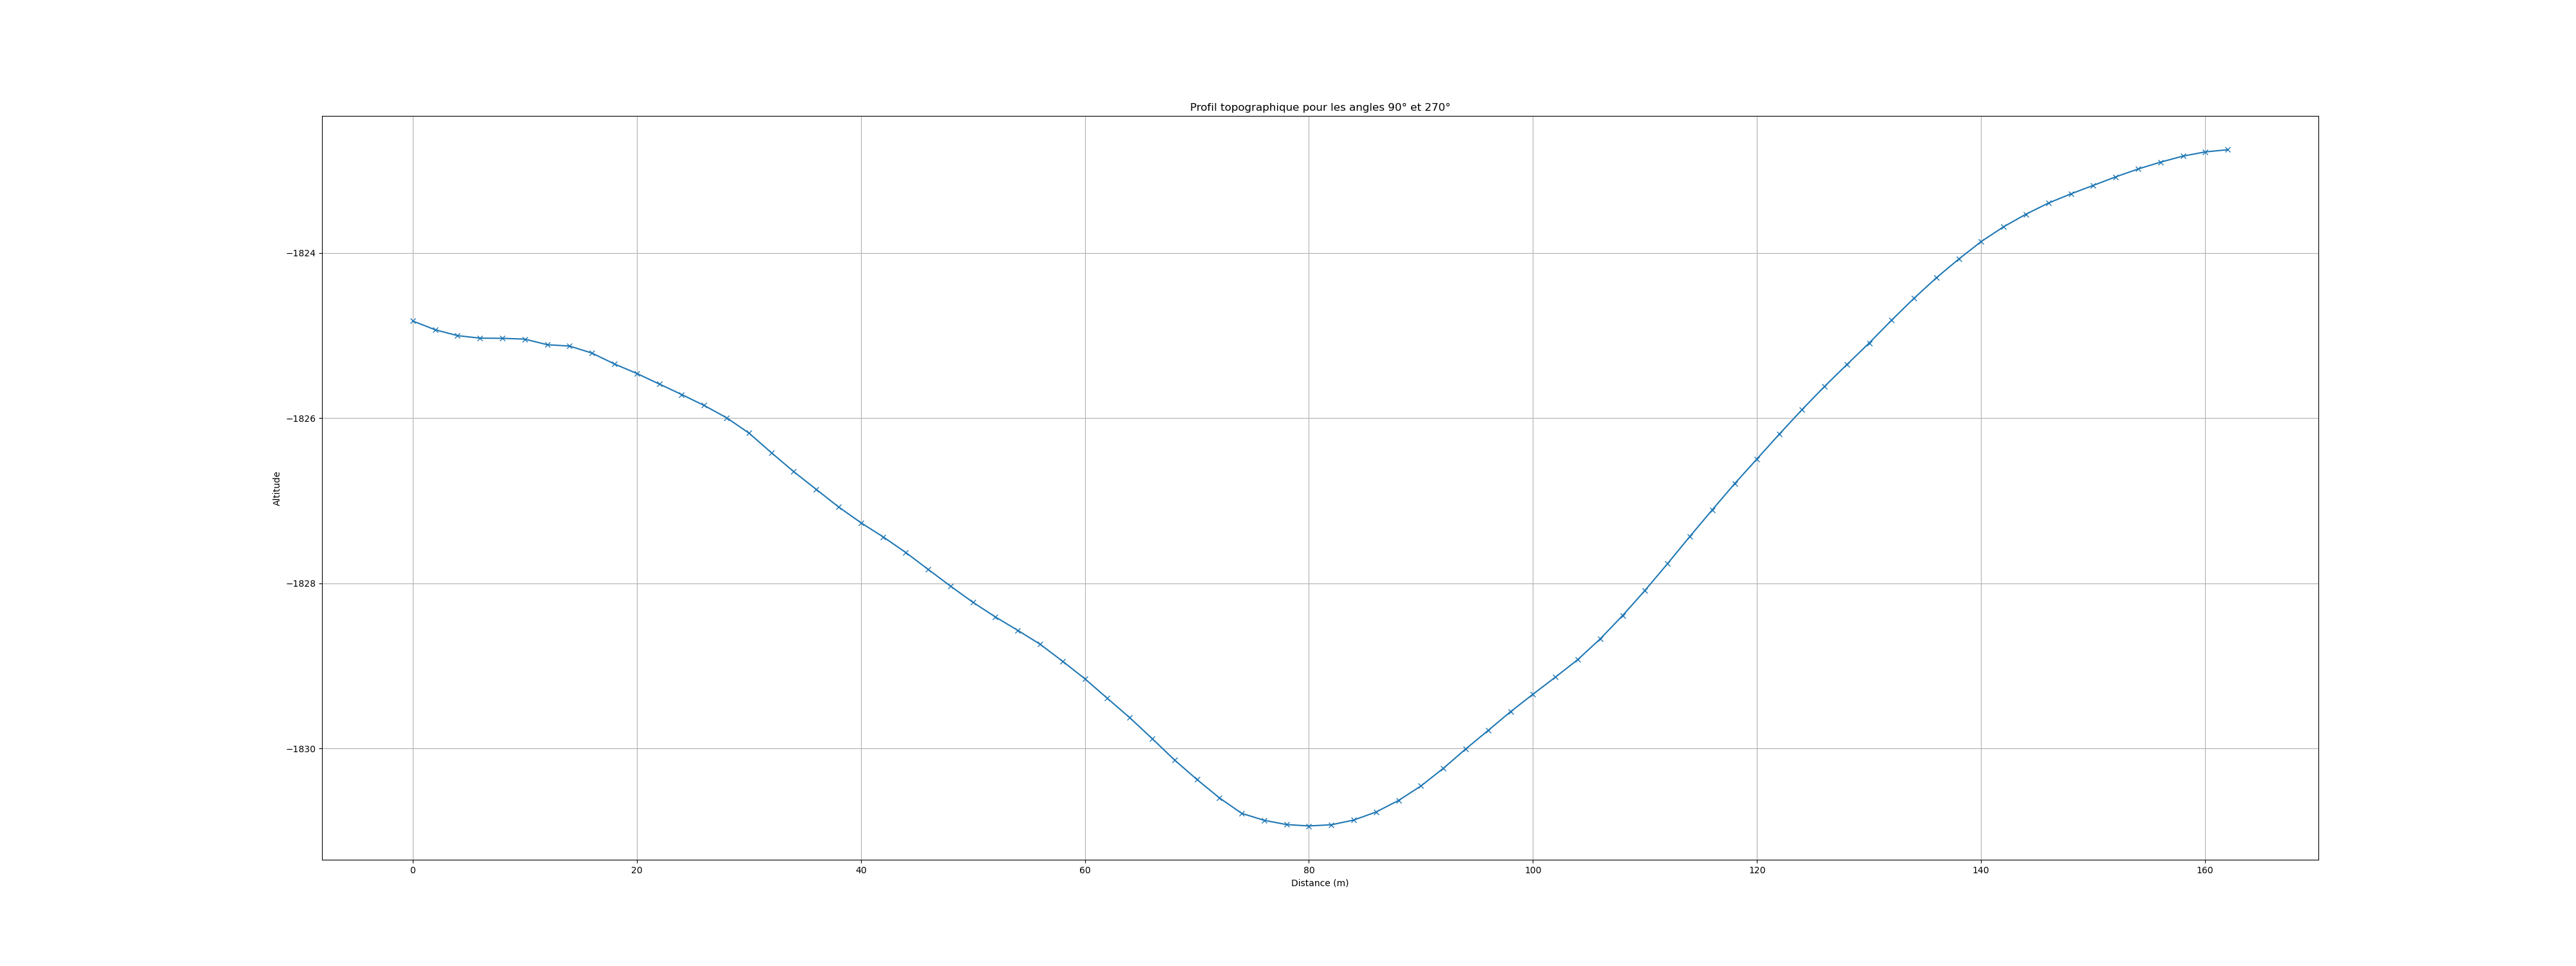 Profil topographique pour les angles 90° et 270°
−1824
−1826
−1828
−1830
Altitude
0 20 40 60 80 100 120 140 160
Distance (m)